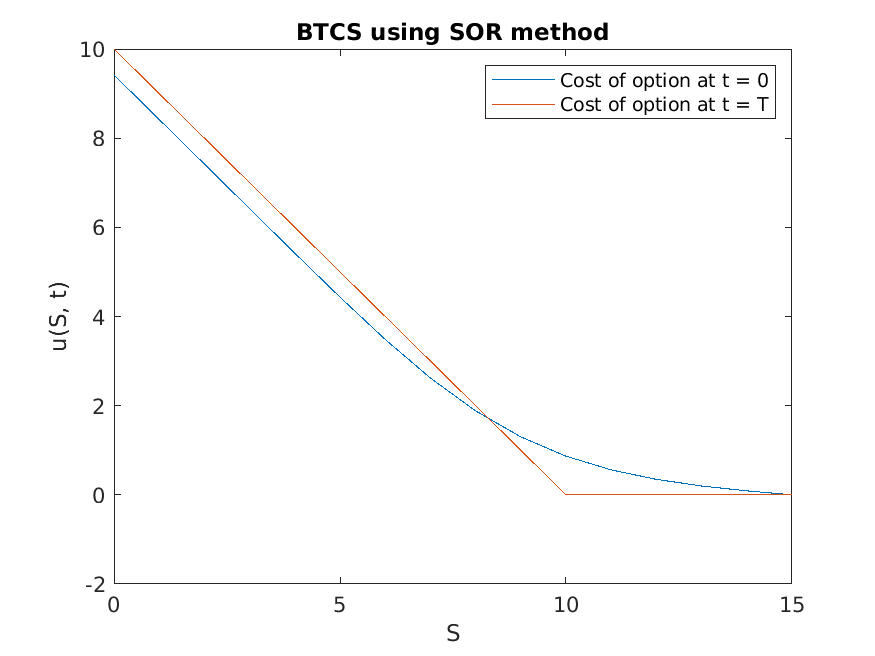 BTCS using SOR method
Cost of option at t = 0
Cost of option at t = T
10
8
6
4
2
0
-2
u(S, t)
0 5 10 15
S